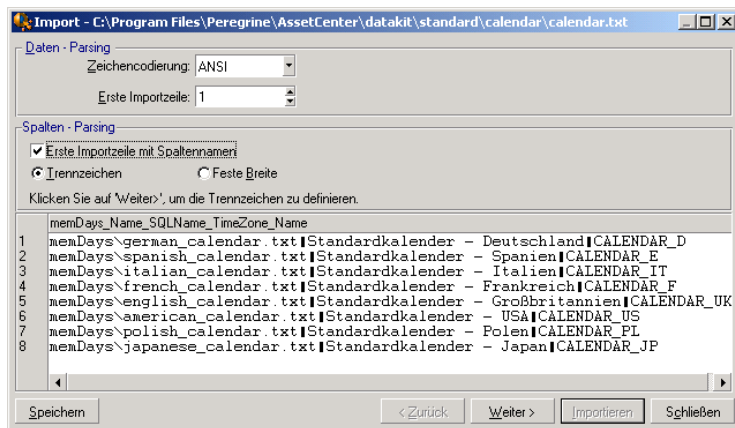 Import - C:\Program Files\Peregrine\AssetCenter\datakit\standard\calendar\calendar.txt
Daten - Parsing
Zeichencodierung: ANSI
Erste Importzeile: 1
Spalten - Parsing
Erste Importzeile mit Spaltennamen
Trennzeichen Feste Breite
Klicken Sie auf 'Weiter>', um die Trennzeichen zu definieren.
memDays_Name_SQLName_TimeZone_Name
1 memDays\german_calendar.txt|Standardkalender - Deutschland|CALENDAR_D
2 memDays\spanish_calendar.txt|Standardkalender - Spanien|CALENDAR_E
3 memDays\italian_calendar.txt|Standardkalender - Italien|CALENDAR_IT
4 memDays\french_calendar.txt|Standardkalender - Frankreich|CALENDAR_F
5 memDays\english_calendar.txt|Standardkalender - Großbritannien|CALENDAR_UK
6 memDays\american_calendar.txt|Standardkalender - USA|CALENDAR_US
7 memDays\polish_calendar.txt|Standardkalender - Polen|CALENDAR_PL
8 memDays\japanese_calendar.txt|Standardkalender - Japan|CALENDAR_JP
Speichern < Zurück Weiter > Importieren Schließen